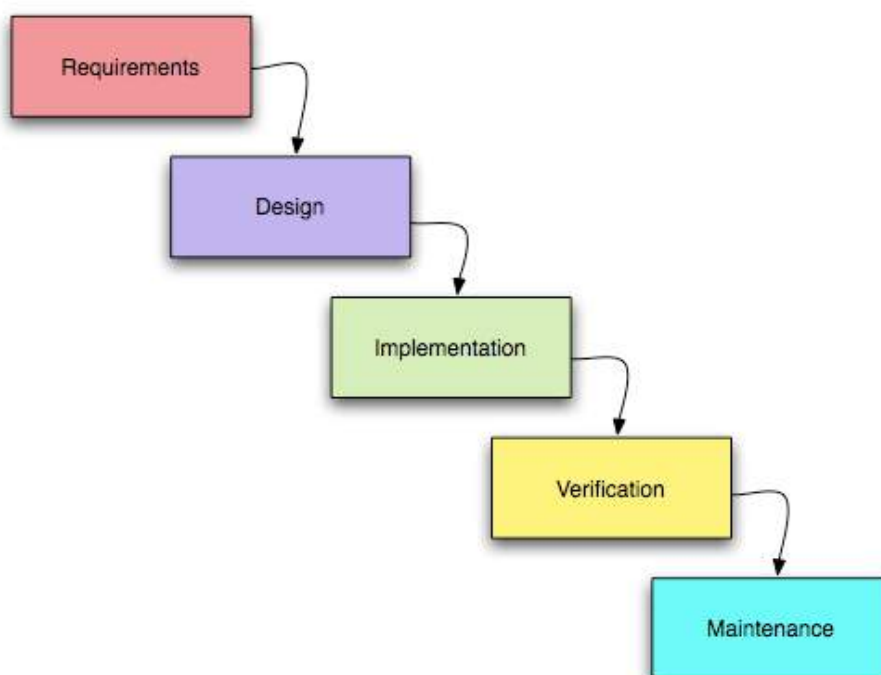 Requirements
Design
Implementation
Verification
Maintenance